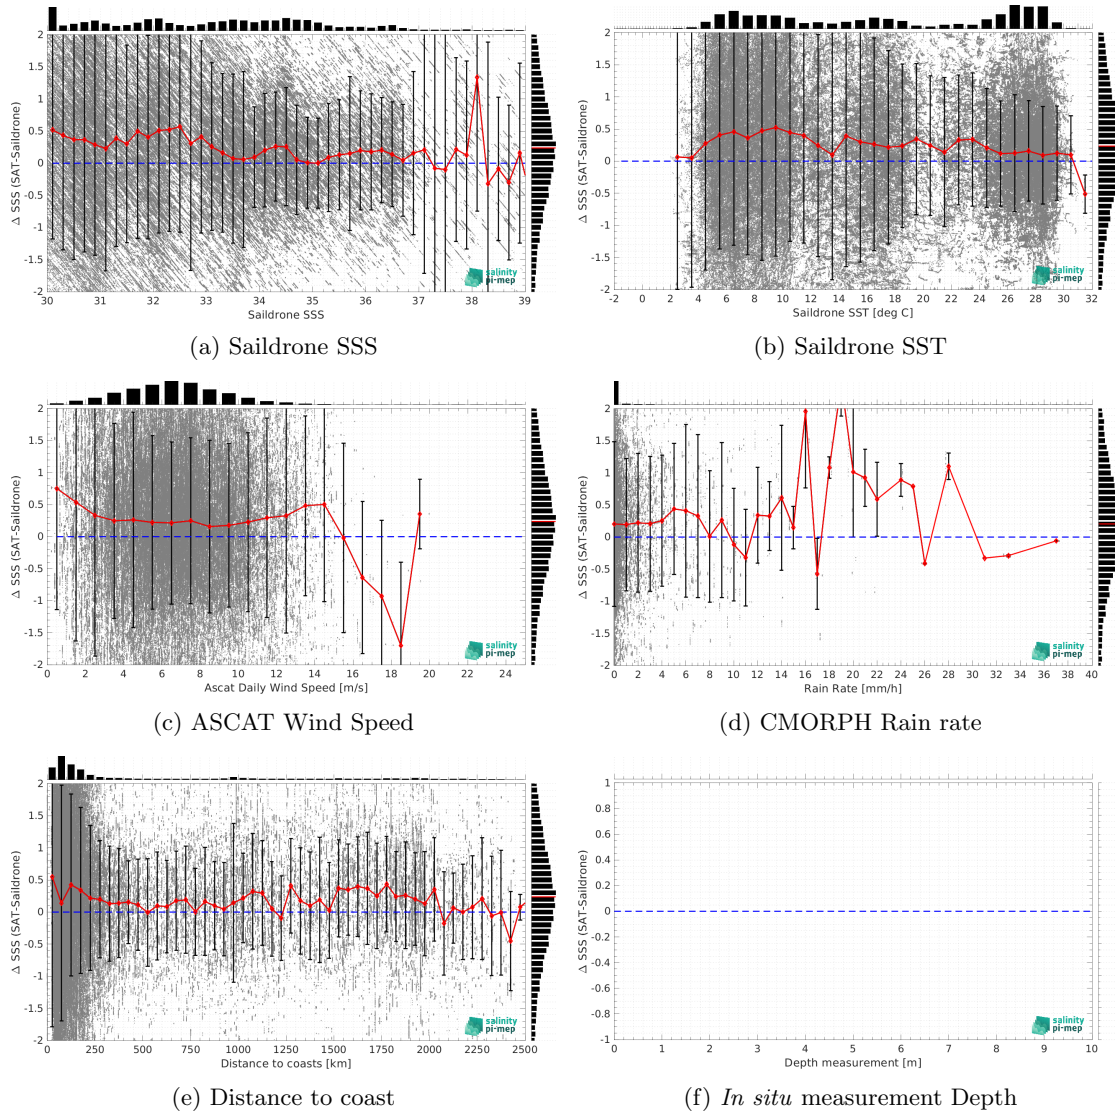 2
1.5
1
0.5
0
-0.5
-1
-1.5
-2
Δ SSS (SAT-Saildrone)
30 31 32 33 34 35 36 37 38 39
Saildrone SSS
salinity
pi-mep
(a) Saildrone SSS
2
1.5
1
0.5
0
-0.5
-1
-1.5
-2
Δ SSS (SAT-Saildrone)
-2 0 2 4 6 8 10 12 14 16 18 20 22 24 26 28 30 32
Saildrone SST [deg C]
salinity
pi-mep
(b) Saildrone SST
2
1.5
1
0.5
0
-0.5
-1
-1.5
-2
Δ SSS (SAT-Saildrone)
0 2 4 6 8 10 12 14 16 18 20 22 24
Ascat Daily Wind Speed [m/s]
salinity
pi-mep
(c) ASCAT Wind Speed
2
1.5
1
0.5
0
-0.5
-1
-1.5
-2
Δ SSS (SAT-Saildrone)
0 2 4 6 8 10 12 14 16 18 20 22 24 26 28 30 32 34 36 38 40
Rain Rate [mm/h]
salinity
pi-mep
(d) CMORPH Rain rate
2
1.5
1
0.5
0
-0.5
-1
-1.5
-2
Δ SSS (SAT-Saildrone)
0 250 500 750 1000 1250 1500 1750 2000 2250 2500
Distance to coasts [km]
salinity
pi-mep
(e) Distance to coast
1
0.8
0.6
0.4
0.2
0
-0.2
-0.4
-0.6
-0.8
-1
Δ SSS (SAT-Saildrone)
0 1 2 3 4 5 6 7 8 9 10
Depth measurement [m]
salinity
pi-mep
(f) In situ measurement Depth